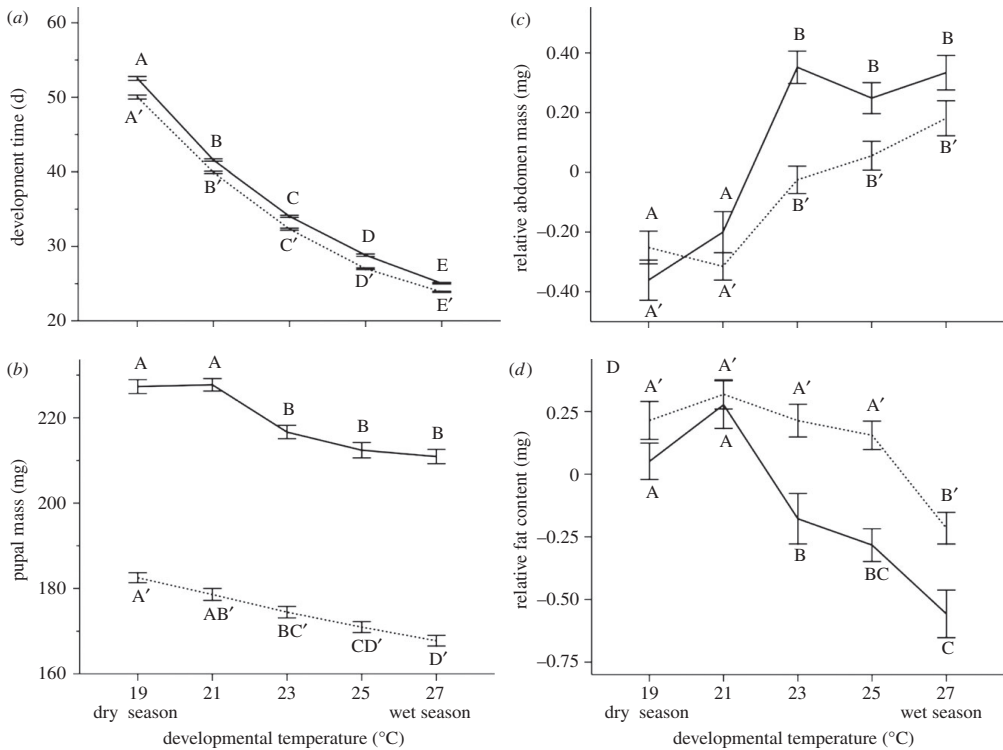 (a)
60
50
40
30
20
development time (d)
A
A′
B
B′
C
C′
D
D′
E
E′
(c)
0.40
0.20
0
−0.20
−0.40
relative abdomen mass (mg)
A
A′
A
A′
B
B′
B
B′
B
B′
(b)
220
200
180
160
pupal mass (mg)
A
A
B
B
B
A′
AB′
BC′
CD′
D′
19 21 23 25 27
dry season wet season
developmental temperature (°C)
(d)
D
0.25
0
−0.25
−0.50
−0.75
relative fat content (mg)
A′
A′
A′
A′
B′
A
A
B
BC
C
19 21 23 25 27
dry season wet season
developmental temperature (°C)